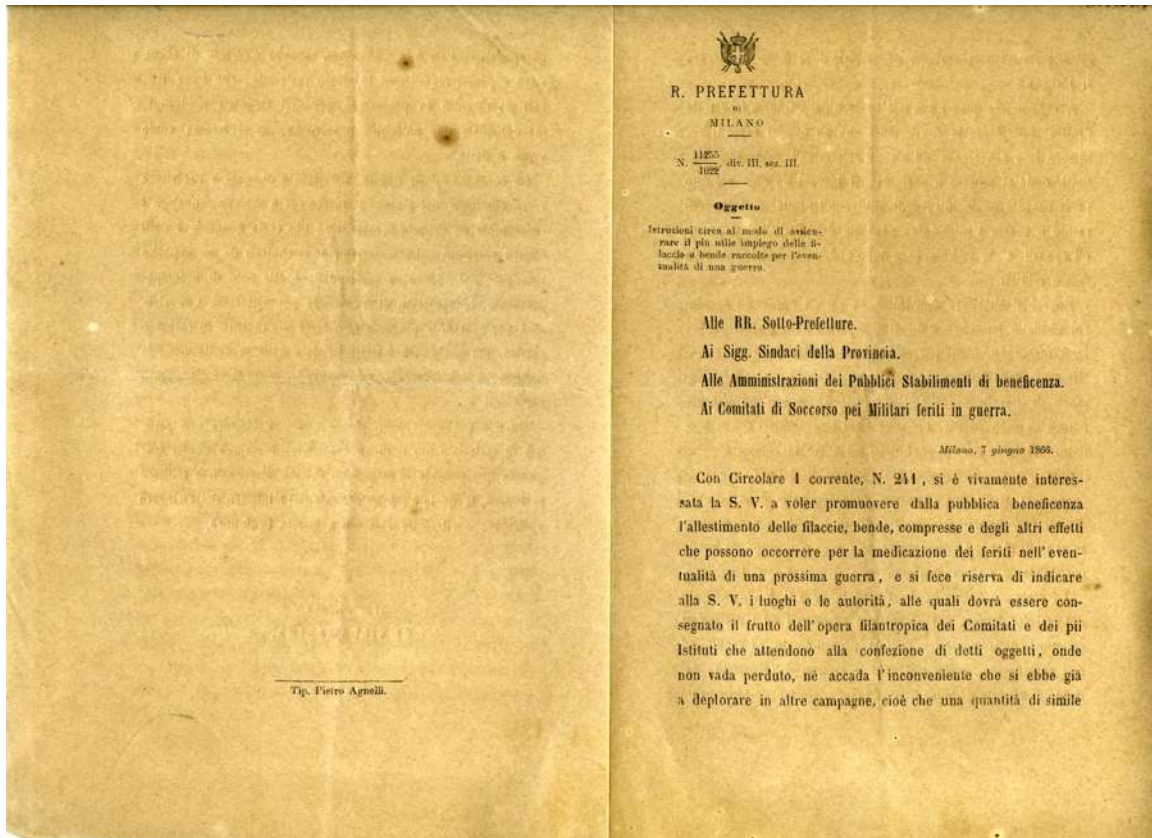 Tip. Pietro Agnelli.
R. PREFETTURA
DI
MILANO
N. 11255/1022, div. III, sez. III.
Oggetto
Istruzioni circa al modo di assicu-
rare il più utile impiego delle fi-
laccie e bende raccolte per l'even-
tualità di una guerra.
Alle RR. Sotto-Prefetture.
Ai Sigg. Sindaci della Provincia.
Alle Amministrazioni dei Pubblici Stabilimenti di beneficenza.
Ai Comitati di Soccorso pei Militari feriti in guerra.
Milano, 7 giugno 1866.
Con Circolare 1 corrente, N. 241, si è vivamente interes-
sata la S. V. a voler promuovere dalla pubblica beneficenza
l'allestimento delle filaccie, bende, compresse e degli altri effetti
che possono occorrere per la medicazione dei feriti nell'even-
tualità di una prossima guerra, e si fece riserva di indicare
alla S. V. i luoghi e le autorità, alle quali dovrà essere con-
segnato il frutto dell'opera filantropica dei Comitati e dei pii
Istituti che attendono alla confezione di detti oggetti, onde
non vada perduto, nè accada l'inconveniente che si ebbe già
a deplorare in altre campagne, cioè che una quantità di simile